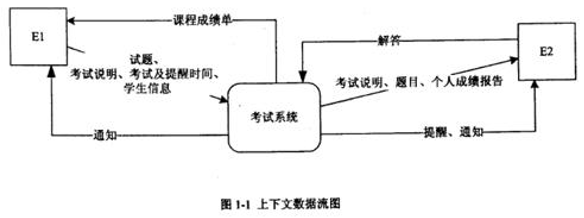 课程成绩单
E1
试题、
考试说明、考试及提醒时间、
学生信息
解答
E2
考试说明、题目、个人成绩报告
考试系统
通知
提醒、通知
图 1-1 上下文数据流图